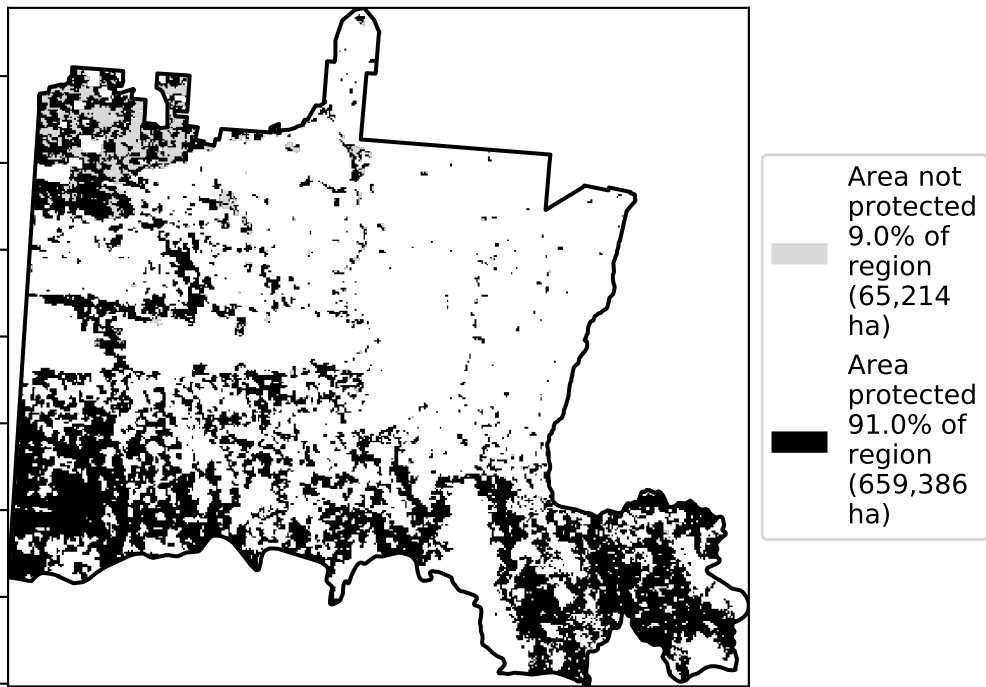 Area not
protected
9.0% of
region
(65,214
ha)
Area
protected
91.0% of
region
(659,386
ha)